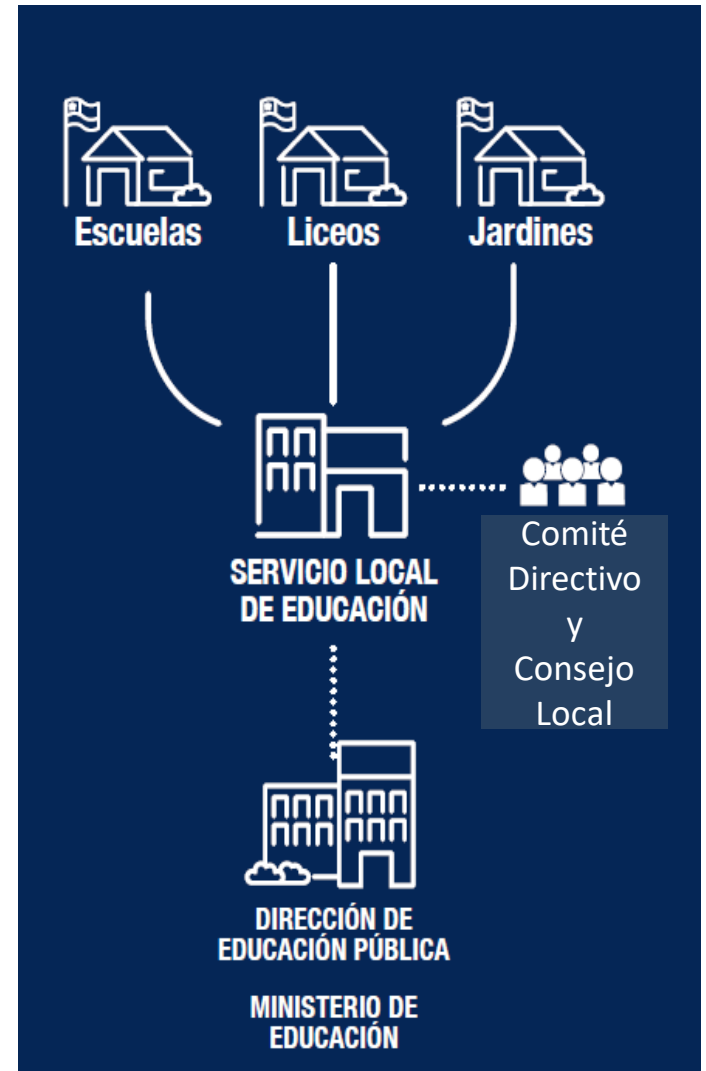 Escuelas Liceos Jardines
SERVICIO LOCAL
DE EDUCACIÓN
Comité
Directivo
y
Consejo
Local
DIRECCIÓN DE
EDUCACIÓN PÚBLICA
MINISTERIO DE
EDUCACIÓN